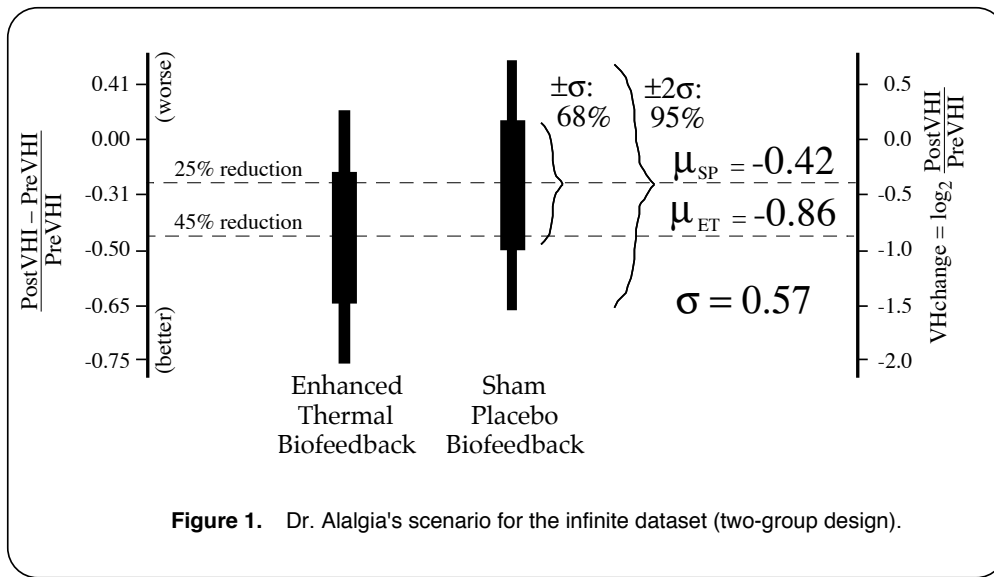 PostVHI – PreVHI
PreVHI
0.41
0.00
-0.31
-0.50
-0.65
-0.75
(worse)
(better)
25% reduction
45% reduction
±σ:
68%
±2σ:
95%
μSP = -0.42
μET = -0.86
σ = 0.57
0.5
0.0
-0.5
-1.0
-1.5
-2.0
VHchange = log2 PostVHI
PreVHI
Enhanced
Thermal
Biofeedback
Sham
Placebo
Biofeedback
Figure 1. Dr. Alalgia's scenario for the infinite dataset (two-group design).